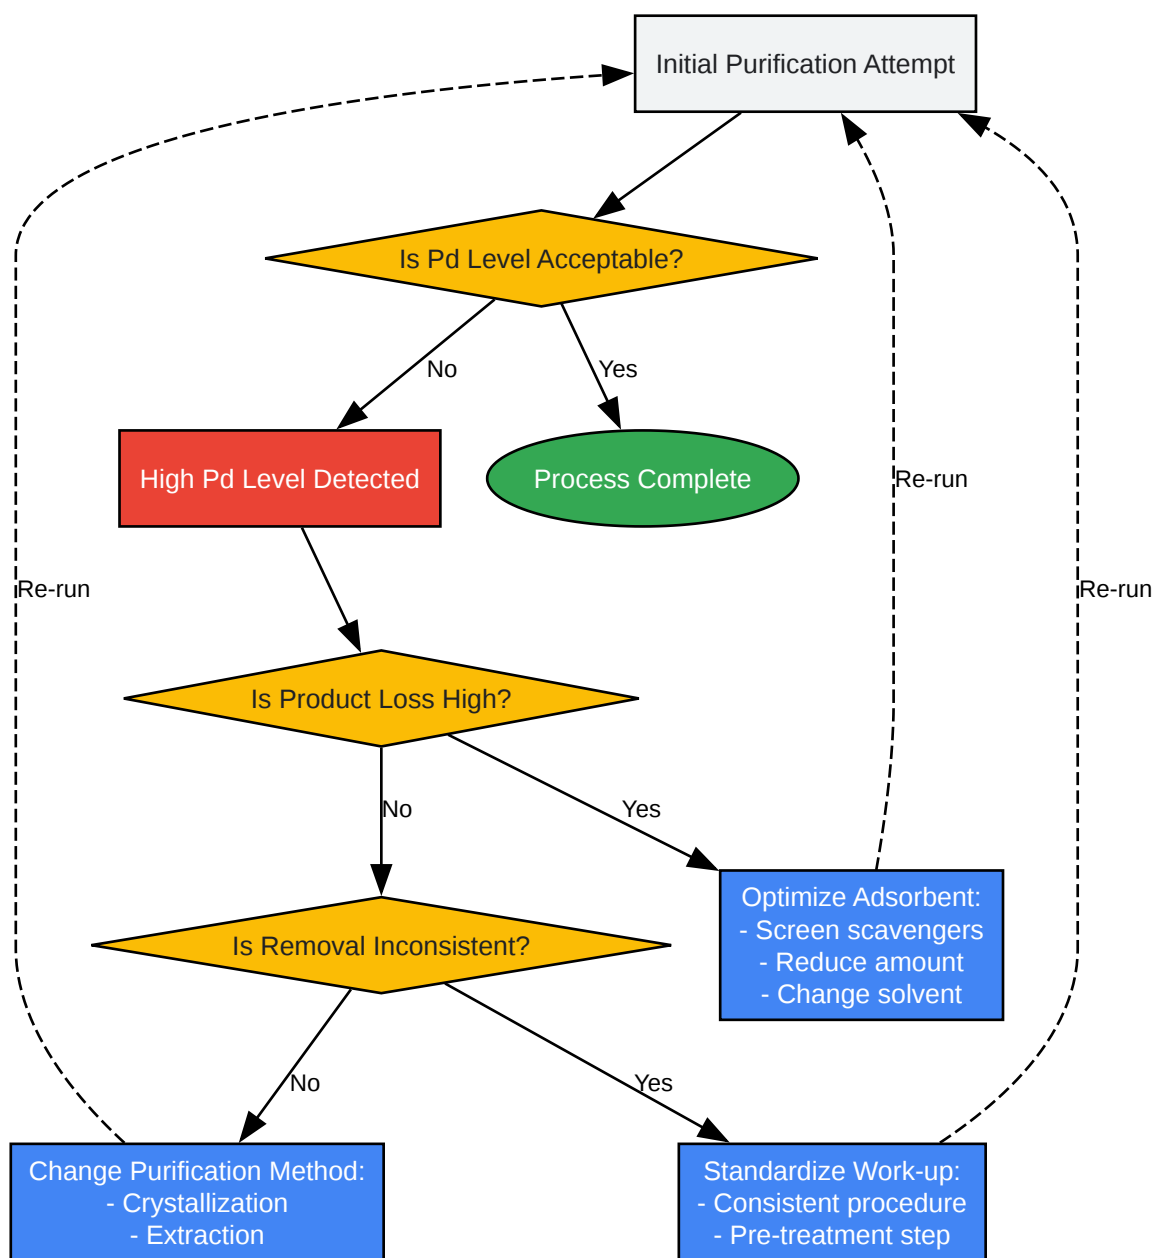 Initial Purification Attempt
Is Pd Level Acceptable?
No
Yes
High Pd Level Detected
Process Complete
Re-run
Re-run
Re-run
Is Product Loss High?
No
Yes
Optimize Adsorbent:
- Screen scavengers
- Reduce amount
- Change solvent
Is Removal Inconsistent?
No
Yes
Change Purification Method:
- Crystallization
- Extraction
Standardize Work-up:
- Consistent procedure
- Pre-treatment step